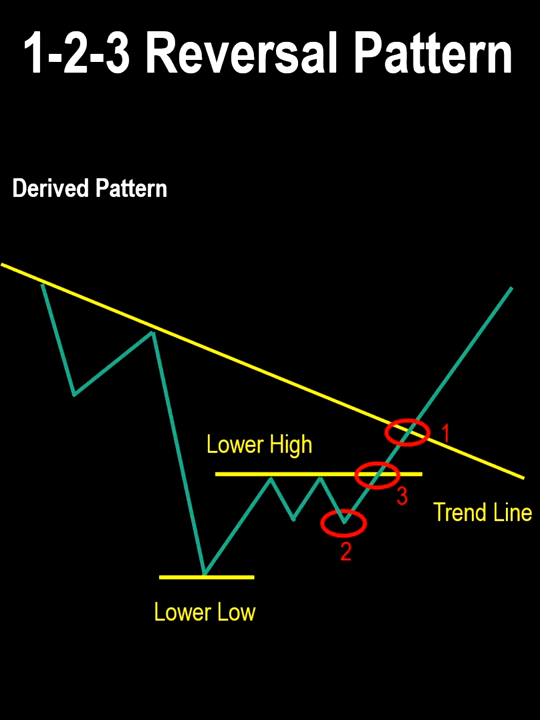 1-2-3 Reversal Pattern
Derived Pattern
1
Lower High
3
Trend Line
2
Lower Low